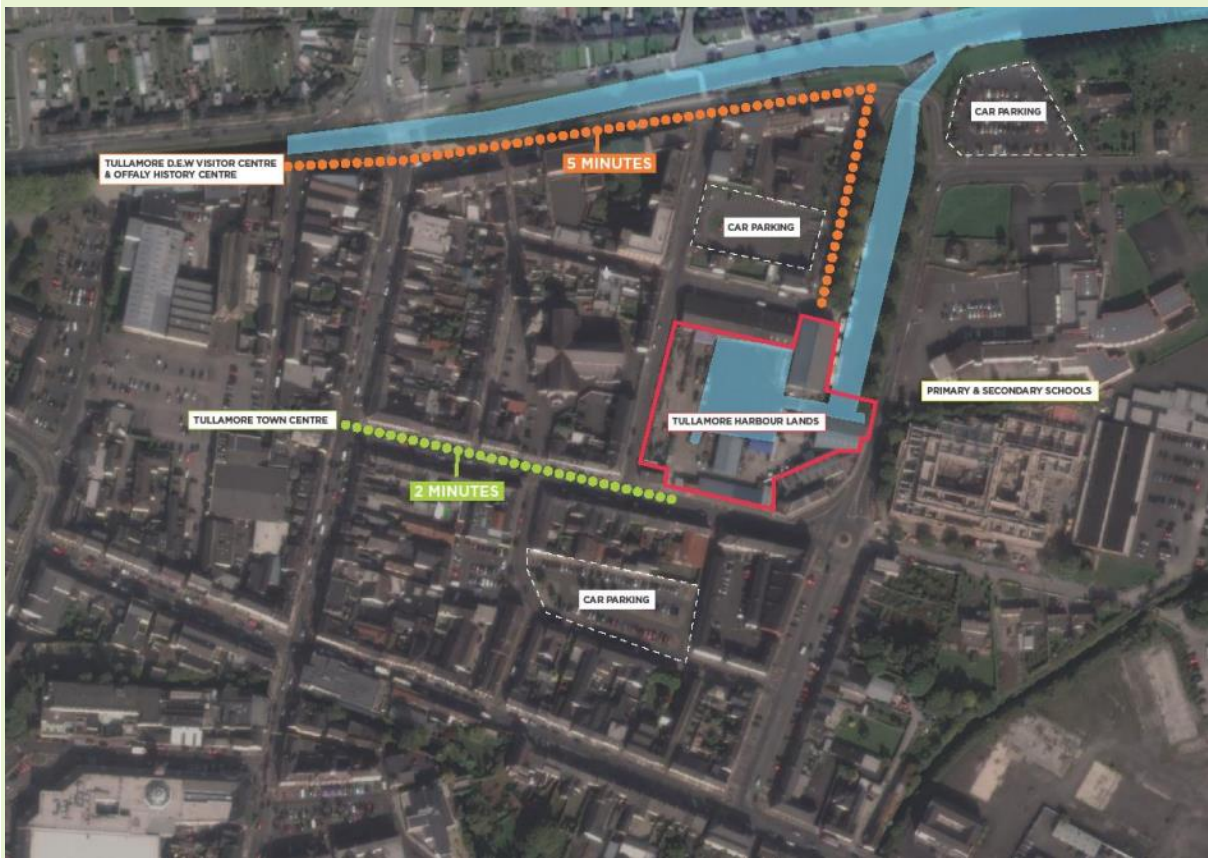 CAR PARKING
TULLAMORE D.E.W VISITOR CENTRE
& OFFALY HISTORY CENTRE
5 MINUTES
CAR PARKING
PRIMARY & SECONDARY SCHOOLS
TULLAMORE TOWN CENTRE
TULLAMORE HARBOUR LANDS
2 MINUTES
CAR PARKING